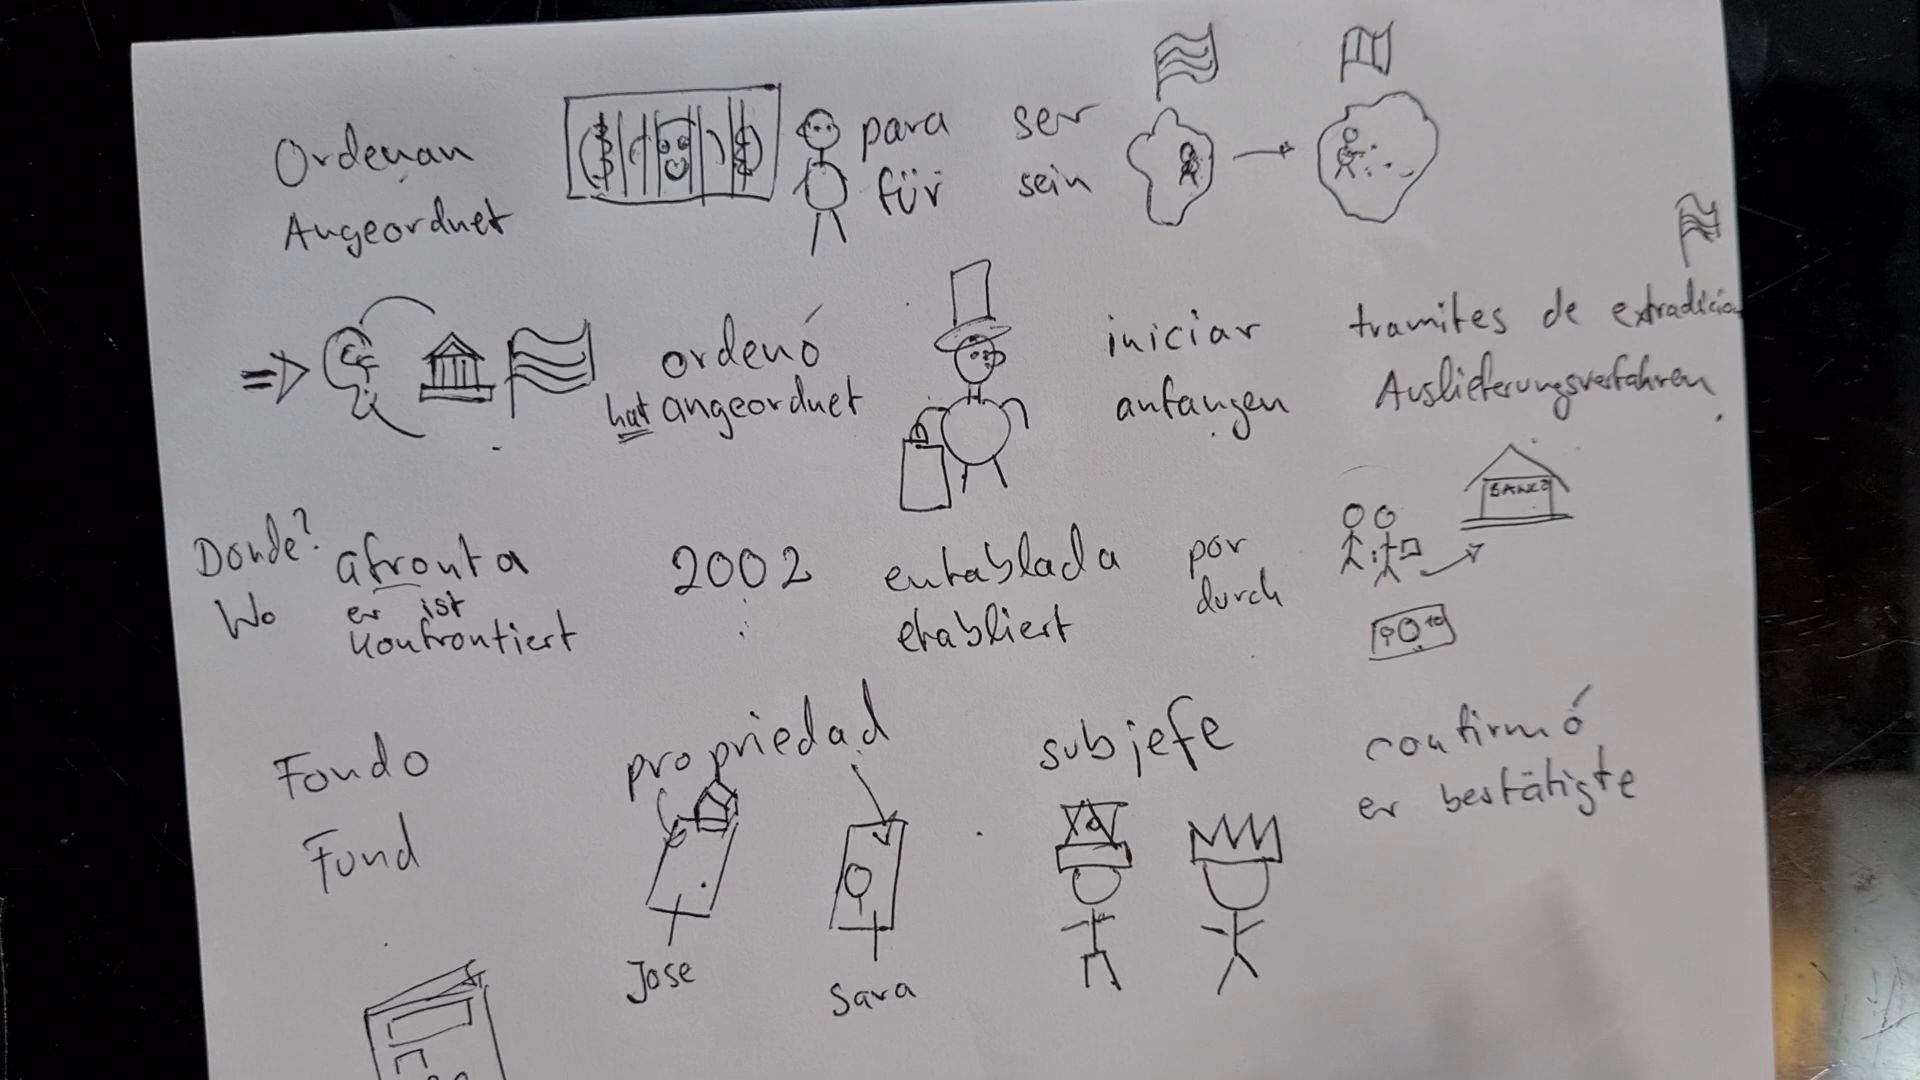 Ordenan para ser
Angeordnet für sein
ordenó iniciar tramites de extradicion
hat angeordnet anfangen Auslieferungsverfahren
Donde? afronta 2002 entablada por BANCO
Wo er ist konfrontiert etabliert durch
Fondo propriedad subjefe confirmó
Fund er bestätigte
Jose Sara